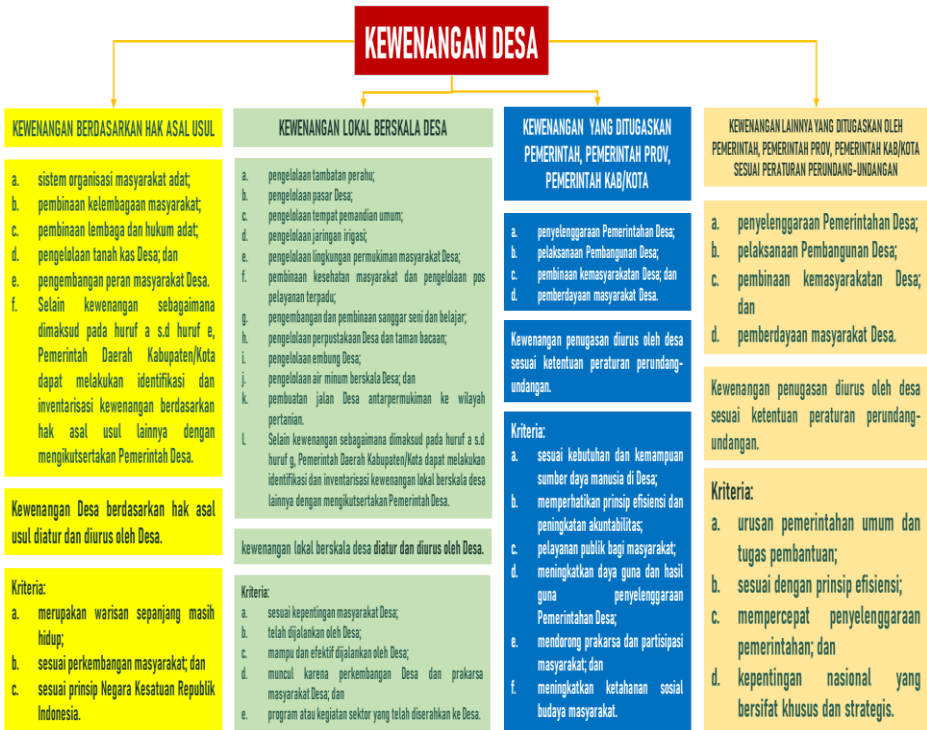 KEWENANGAN DESA
KEWENANGAN BERDASARKAN HAK ASAL USUL
a. sistem organisasi masyarakat adat;
b. pembinaan kelembagaan masyarakat;
c. pembinaan lembaga dan hukum adat;
d. pengelolaan tanah kas Desa; dan
e. pengembangan peran masyarakat Desa.
f. Selain kewenangan sebagaimana
dimaksud pada huruf a s.d huruf e,
Pemerintah Daerah Kabupaten/Kota
dapat melakukan identifikasi dan
inventarisasi kewenangan berdasarkan
hak asal usul lainnya dengan
mengikutsertakan Pemerintah Desa.
Kewenangan Desa berdasarkan hak asal
usul diatur dan diurus oleh Desa.
Kriteria:
a. merupakan warisan sepanjang masih
hidup;
b. sesuai perkembangan masyarakat; dan
c. sesuai prinsip Negara Kesatuan Republik
Indonesia.
KEWENANGAN LOKAL BERSKALA DESA
a. pengelolaan tambatan perahu;
b. pengelolaan pasar Desa;
c. pengelolaan tempat pemandian umum;
d. pengelolaan jaringan irigasi;
e. pengelolaan lingkungan permukiman masyarakat Desa;
f. pembinaan kesehatan masyarakat dan pengelolaan pos
pelayanan terpadu;
g. pengembangan dan pembinaan sanggar seni dan belajar;
h. pengelolaan perpustakaan Desa dan taman bacaan;
i. pengelolaan embung Desa;
j. pengelolaan air minum berskala Desa; dan
k. pembuatan jalan Desa antarpermukiman ke wilayah
pertanian.
l. Selain kewenangan sebagaimana dimaksud pada huruf a s.d
huruf g, Pemerintah Daerah Kabupaten/Kota dapat melakukan
identifikasi dan inventarisasi kewenangan lokal berskala desa
lainnya dengan mengikutsertakan Pemerintah Desa.
kewenangan lokal berskala desa diatur dan diurus oleh Desa.
Kriteria:
a. sesuai kepentingan masyarakat Desa;
b. telah dijalankan oleh Desa;
c. mampu dan efektif dijalankan oleh Desa;
d. muncul karena perkembangan Desa dan prakarsa
masyarakat Desa; dan
e. program atau kegiatan sektor yang telah diserahkan ke Desa.
KEWENANGAN YANG DITUGASKAN
PEMERINTAH, PEMERINTAH PROV,
PEMERINTAH KAB/KOTA
a. penyelenggaraan Pemerintahan Desa;
b. pelaksanaan Pembangunan Desa;
c. pembinaan kemasyarakatan Desa; dan
d. pemberdayaan masyarakat Desa.
Kewenangan penugasan diurus oleh desa
sesuai ketentuan peraturan perundang-
undangan.
Kriteria:
a. sesuai kebutuhan dan kemampuan
sumber daya manusia di Desa;
b. memperhatikan prinsip efisiensi dan
peningkatan akuntabilitas;
c. pelayanan publik bagi masyarakat;
d. meningkatkan daya guna dan hasil
guna penyelenggaraan
Pemerintahan Desa;
e. mendorong prakarsa dan partisipasi
masyarakat; dan
f. meningkatkan ketahanan sosial
budaya masyarakat.
KEWENANGAN LAINNYA YANG DITUGASKAN OLEH
PEMERINTAH, PEMERINTAH PROV, PEMERINTAH KAB/KOTA
SESUAI PERATURAN PERUNDANG-UNDANGAN
a. penyelenggaraan Pemerintahan Desa;
b. pelaksanaan Pembangunan Desa;
c. pembinaan kemasyarakatan Desa;
dan
d. pemberdayaan masyarakat Desa.
Kewenangan penugasan diurus oleh desa
sesuai ketentuan peraturan perundang-
undangan.
Kriteria:
a. urusan pemerintahan umum dan
tugas pembantuan;
b. sesuai dengan prinsip efisiensi;
c. mempercepat penyelenggaraan
pemerintahan; dan
d. kepentingan nasional yang
bersifat khusus dan strategis.